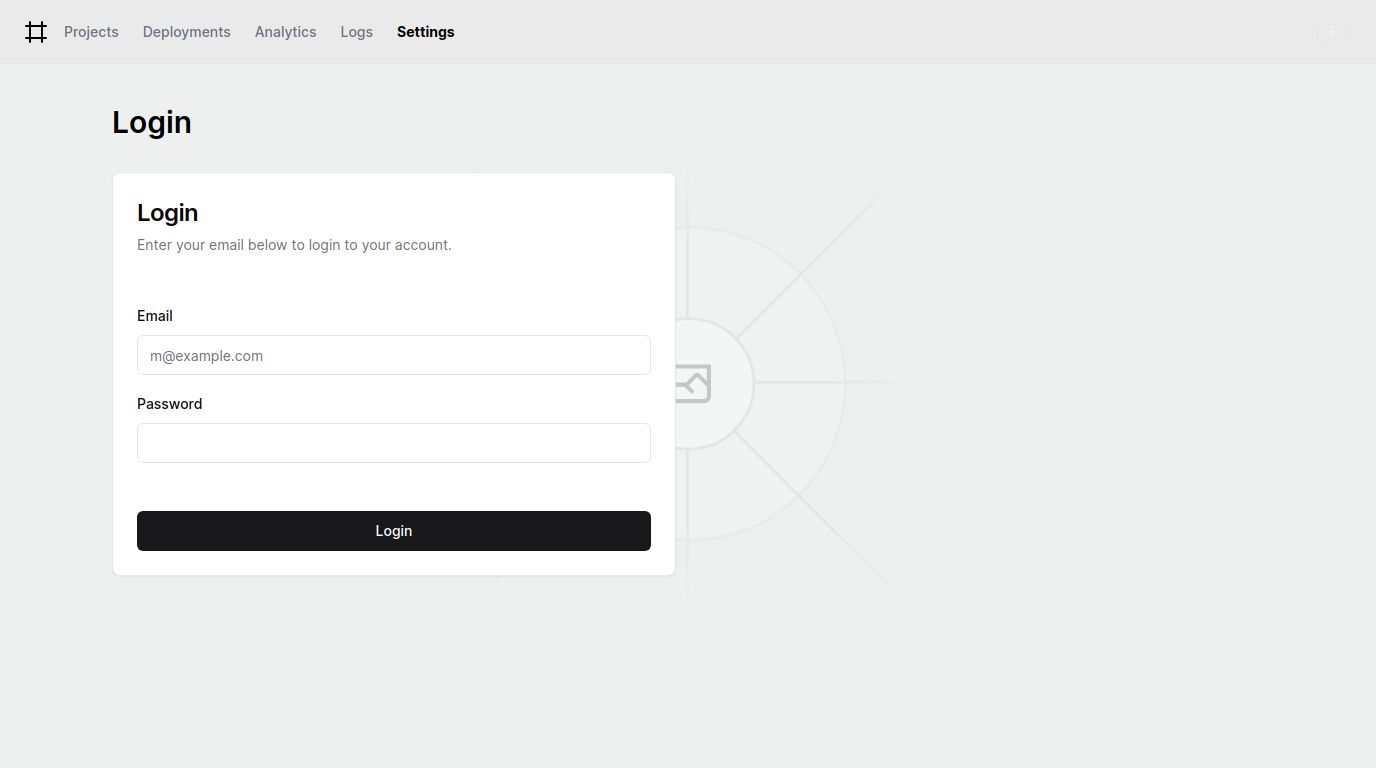 Projects Deployments Analytics Logs Settings
Login
Login
Enter your email below to login to your account.
Email
m@example.com
Password
Login